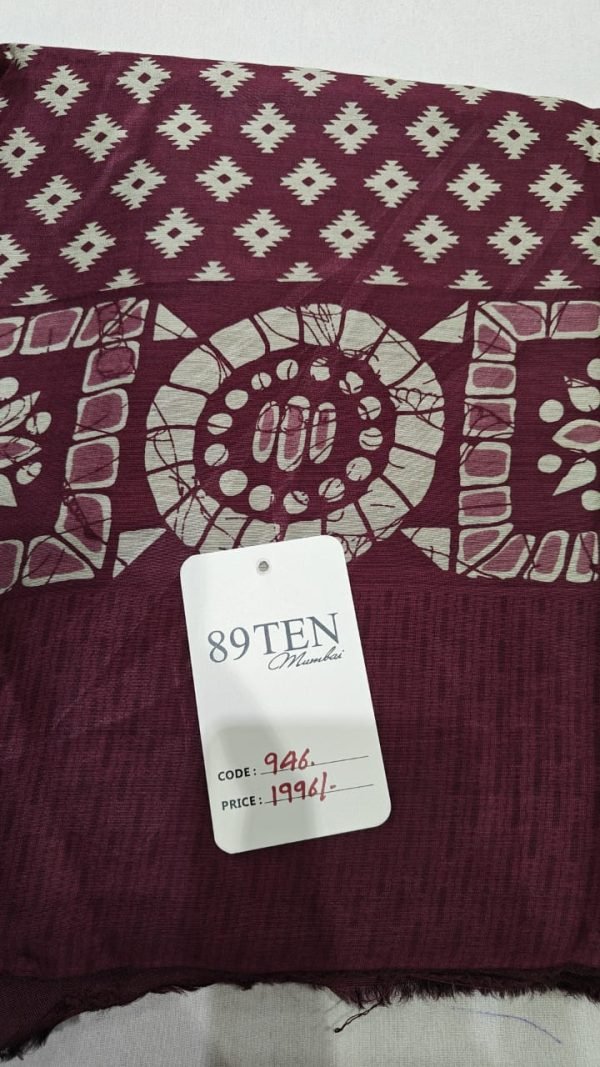 89TEN
Mumbai
CODE: 946.
PRICE: 1996/-